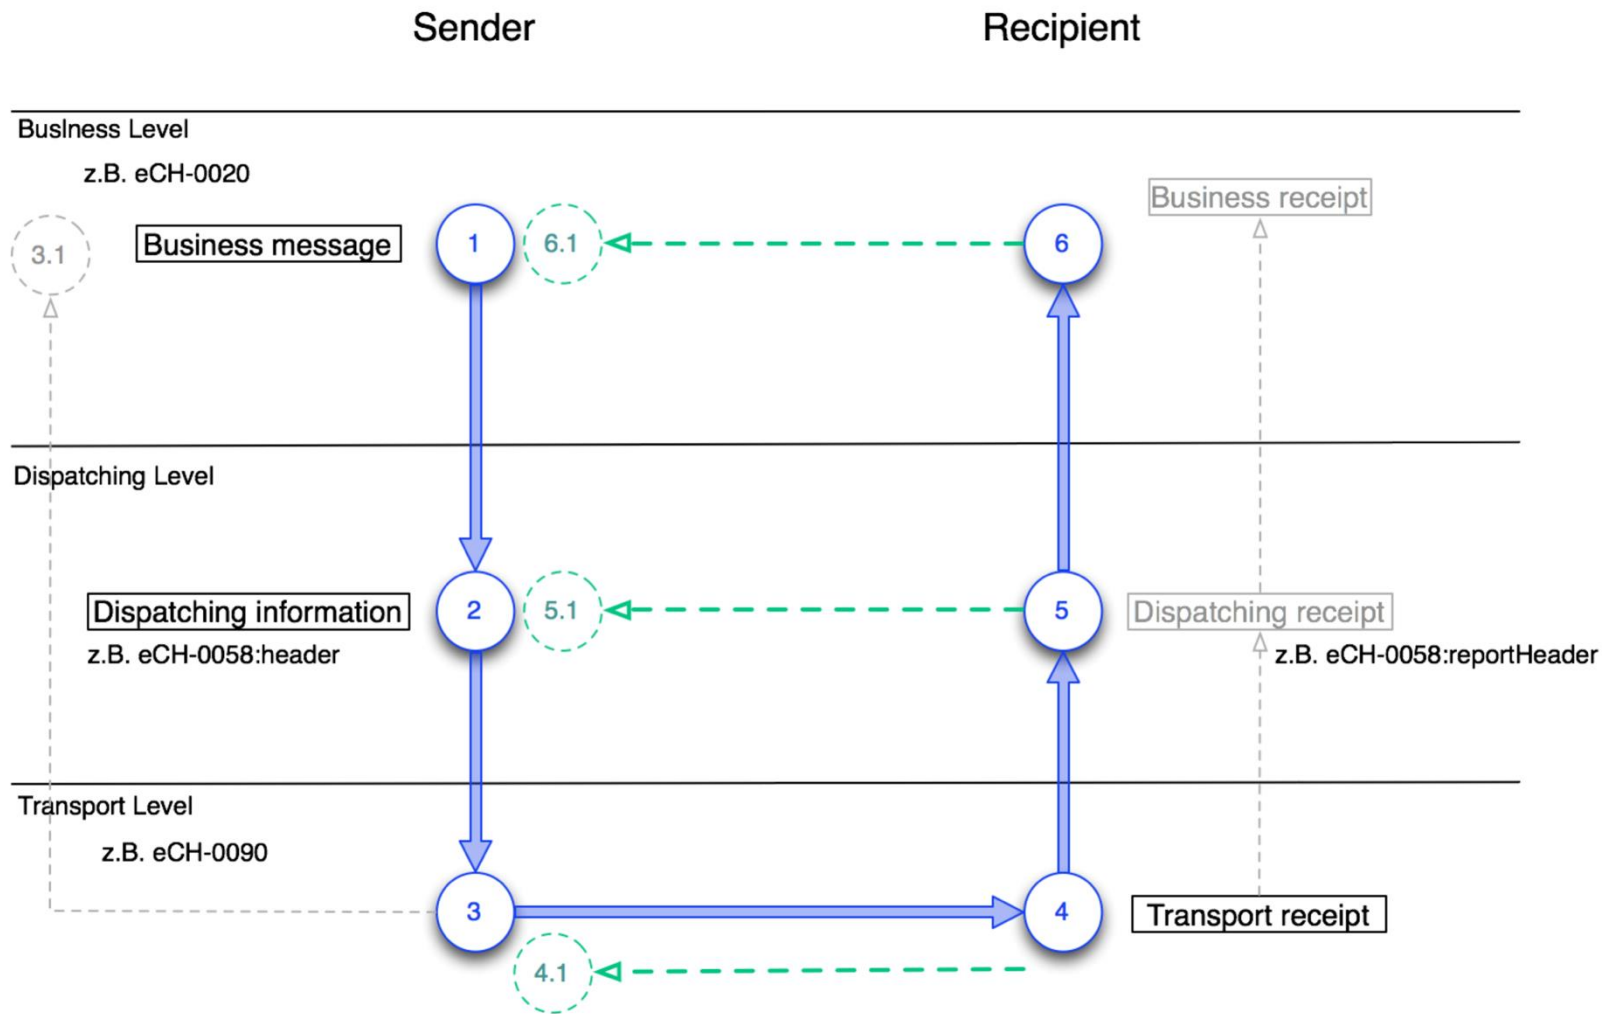 Sender
Recipient
BusIness Level
z.B. eCH-0020
Business receipt
3.1
Business message
1
6.1
6
Dispatching Level
Dispatching information
2
5.1
5
Dispatching receipt
z.B. eCH-0058:header
z.B. eCH-0058:reportHeader
Transport Level
z.B. eCH-0090
3
4
Transport receipt
4.1